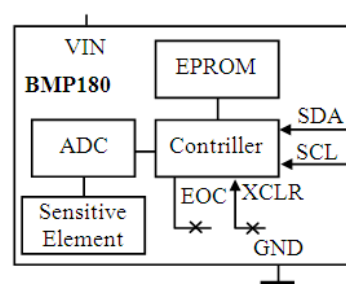 VIN
BMP180
EPROM
SDA
ADC
Contriller
SCL
EOC
XCLR
Sensitive
Element
GND